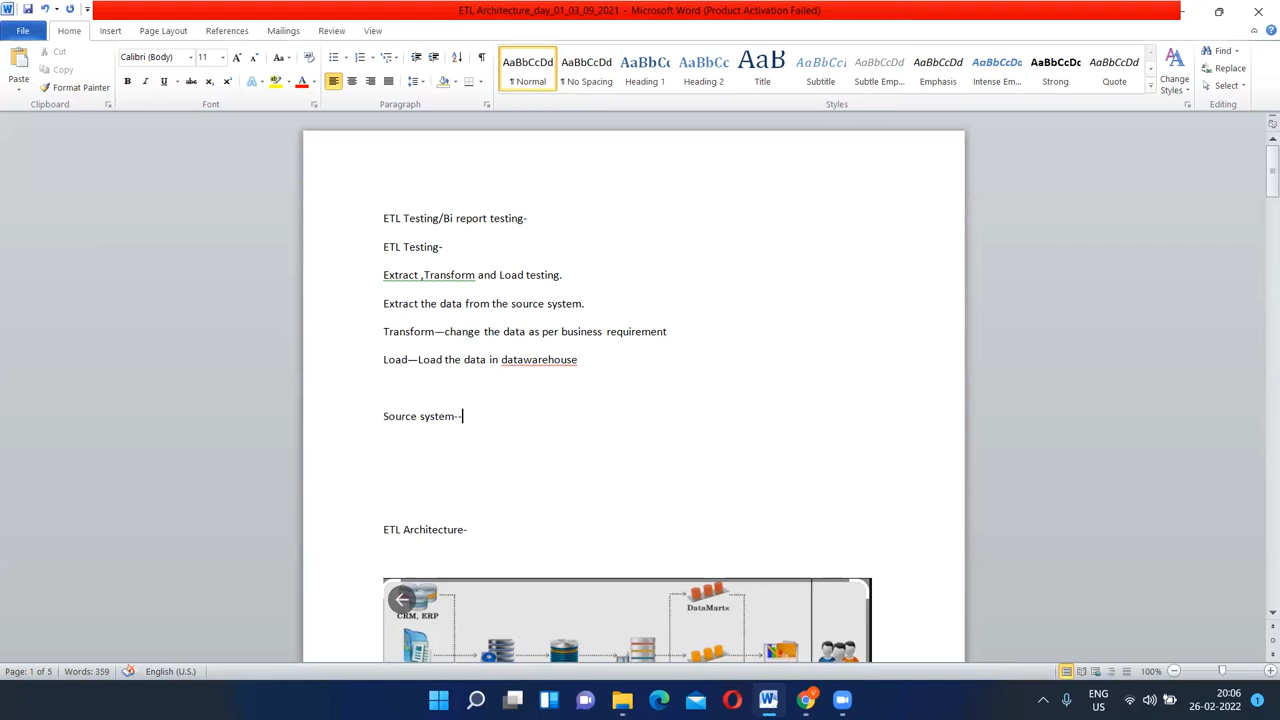 ETL Architecture_day_01_03_09_2021 - Microsoft Word (Product Activation Failed)
File Home Insert Page Layout References Mailings Review View
Paste
Cut
Copy
Format Painter
Clipboard
Calibri (Body) 11
Font
Paragraph
AaBbCcDd AaBbCcDd AaBbCc AaBbCc AaB AaBbCcI AaBbCcDd AaBbCcDd AaBbCcDd AaBbCcDc AaBbCcDd
¶ Normal ¶ No Spacing Heading 1 Heading 2 Title Subtitle Subtle Emp... Emphasis Intense Em... Strong Quote
Change Styles
Styles
Find
Replace
Select
Editing
ETL Testing/Bi report testing-
ETL Testing-
Extract ,Transform and Load testing.
Extract the data from the source system.
Transform—change the data as per business requirement
Load—Load the data in datawarehouse
Source system--
ETL Architecture-
CRM, ERP
DataMarts
Page: 1 of 5 Words: 359 English (U.S.) 100%
ENG US
20:06
26-02-2022